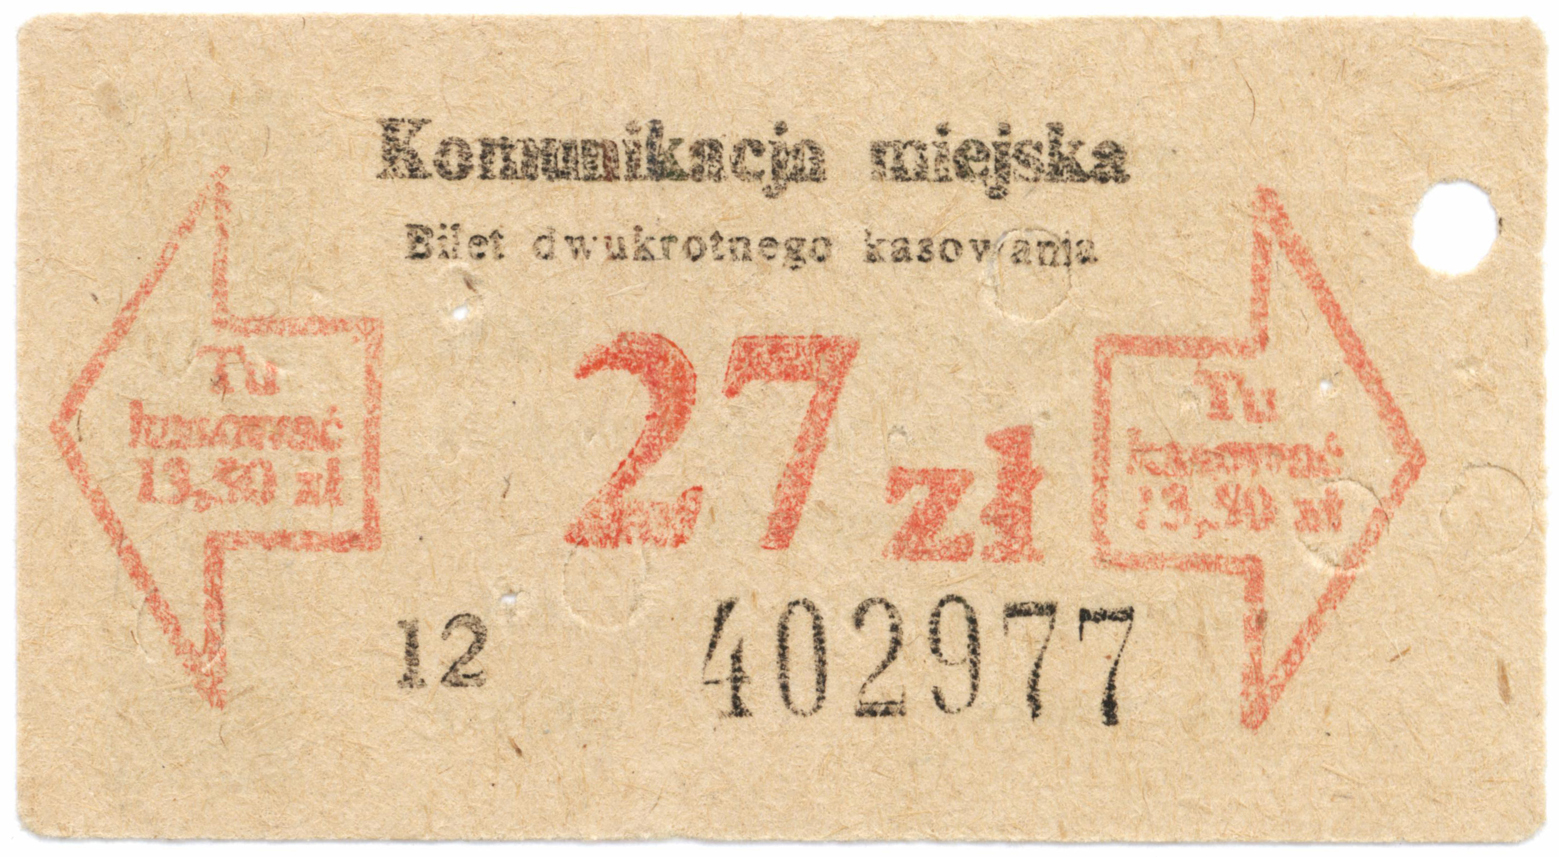 Komunikacja miejska
Bilet dwukrotnego kasowania
Tu
kasować
13,50 zł
27 zł
Tu
kasować
13,50 zł
12 402977